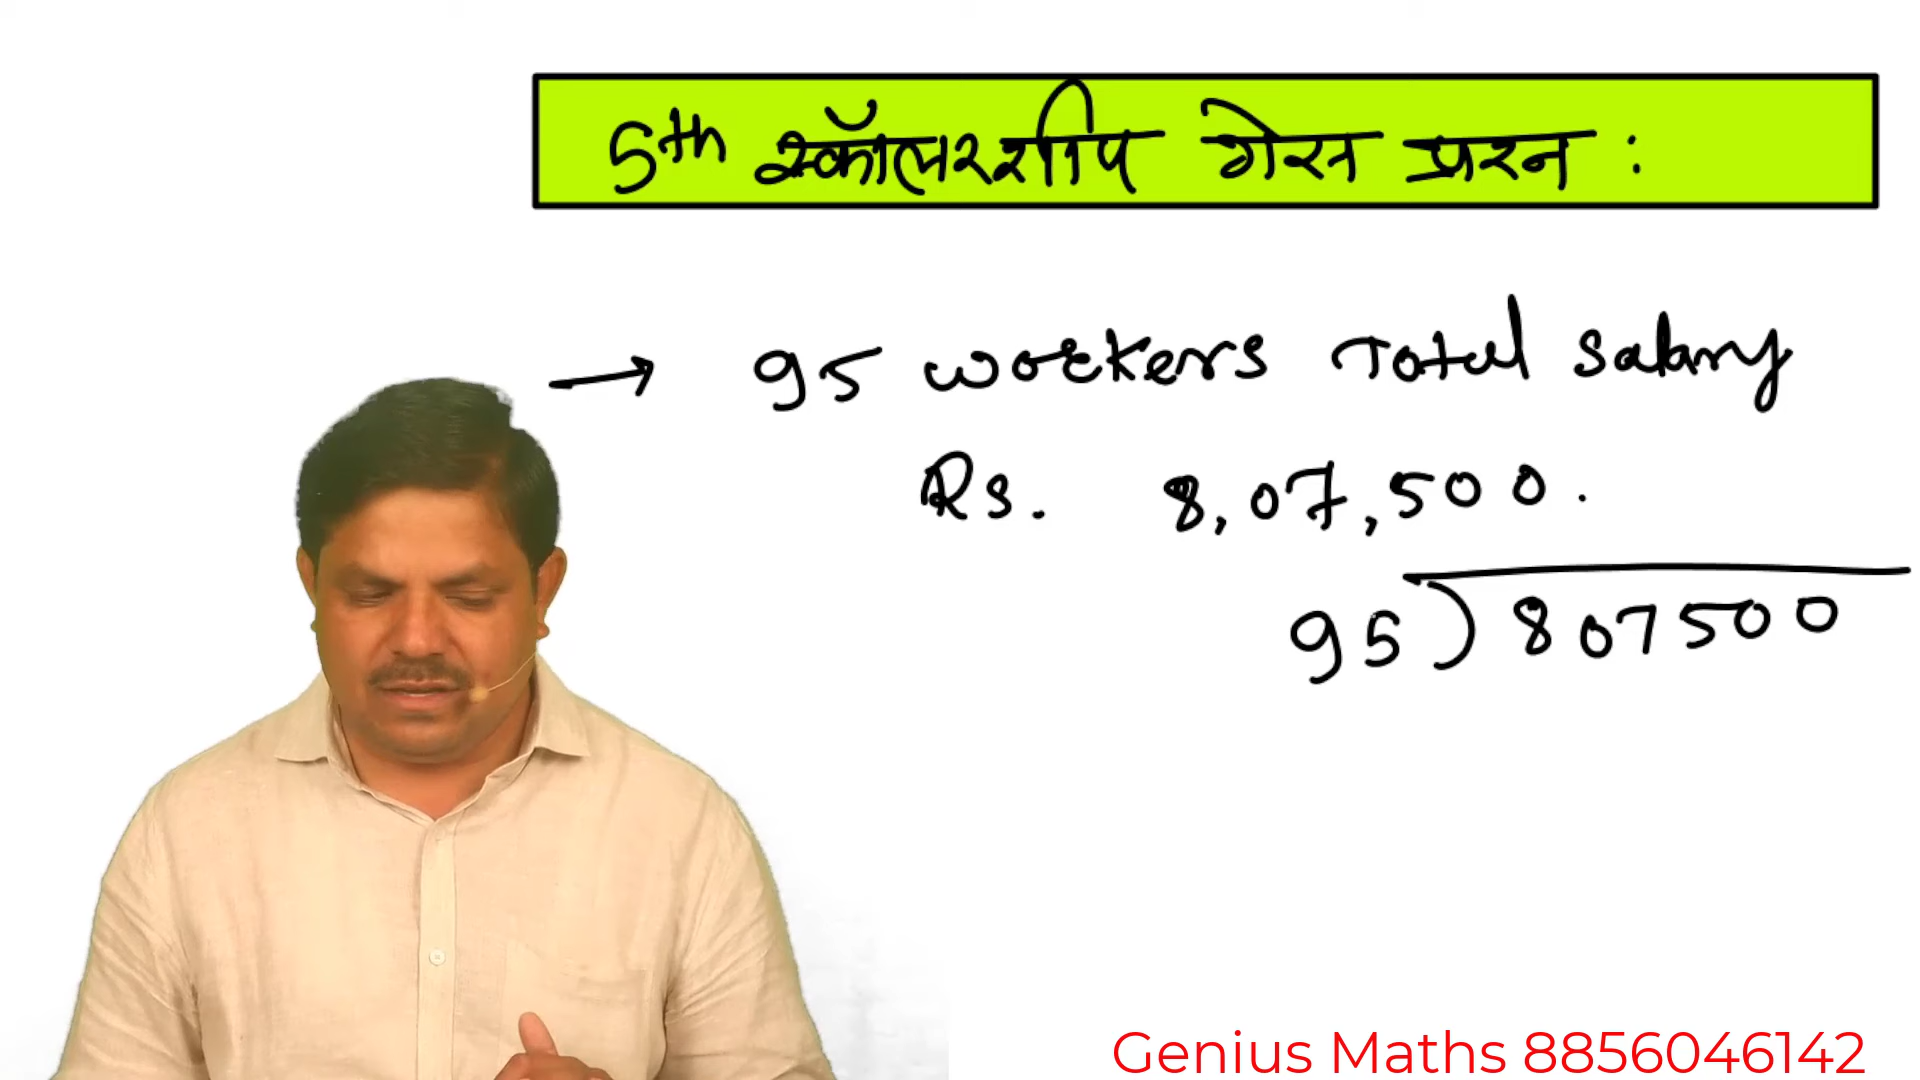 5th स्कॉलरशीप गेस प्रश्न :
→ 95 workers Total salary
Rs. 8,07,500.
95)807500
Genius Maths 8856046142